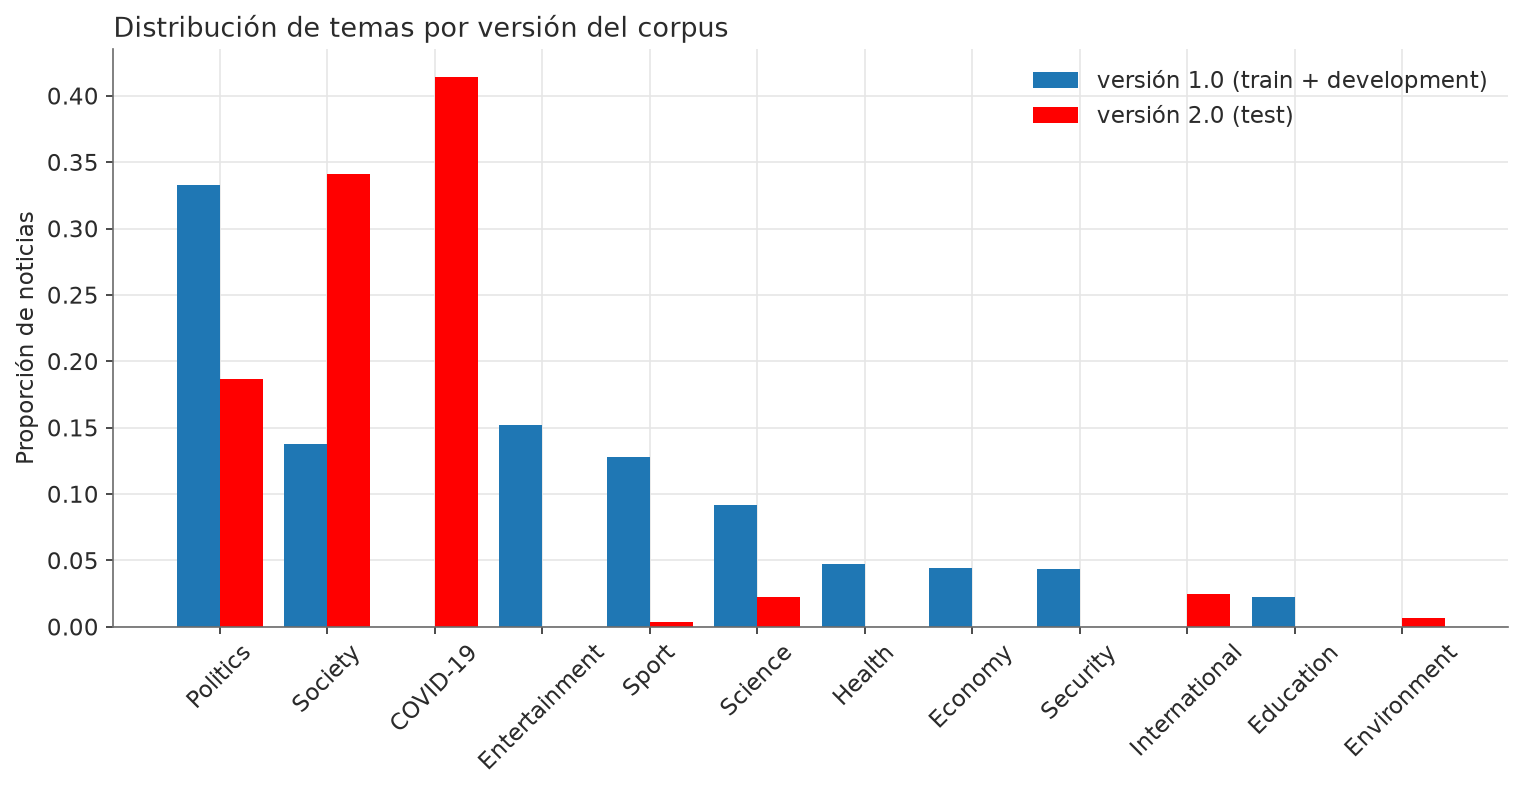 Distribución de temas por versión del corpus
versión 1.0 (train + development)
versión 2.0 (test)
Proporción de noticias
0.40
0.35
0.30
0.25
0.20
0.15
0.10
0.05
0.00
Politics
Society
COVID-19
Entertainment
Sport
Science
Health
Economy
Security
International
Education
Environment